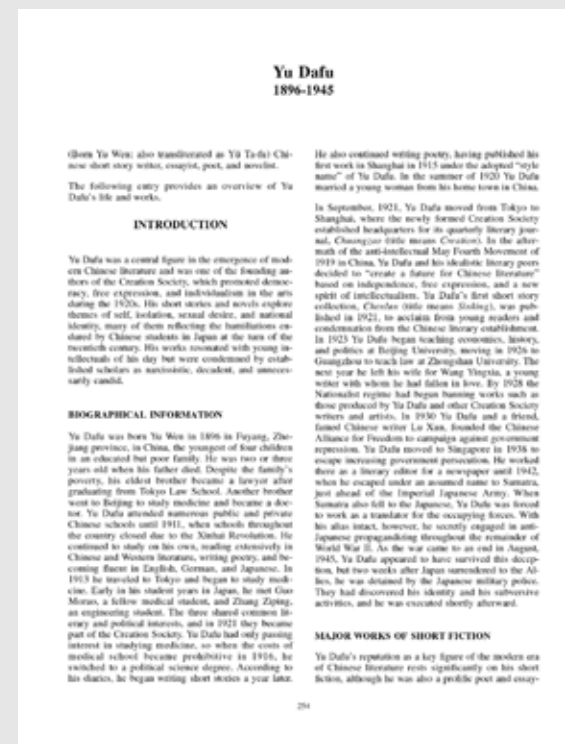 Yu Dafu
1896-1945
(Born Yu Wen; also transliterated as Yü Ta-fu) Chi-
nese short story writer, essayist, poet, and novelist.
The following entry provides an overview of Yu
Dafu's life and works.
INTRODUCTION
Yu Dafu was a central figure in the emergence of mod-
ern Chinese literature and was one of the founding au-
thors of the Creation Society, which promoted democ-
racy, free expression, and individualism in the arts
during the 1920s. His short stories and novels explore
themes of self, isolation, sexual desire, and national
identity, many of them reflecting the humiliations en-
dured by Chinese students in Japan at the turn of the
twentieth century. His works resonated with young in-
tellectuals of his day but were condemned by estab-
lished scholars as narcissistic, decadent, and unneces-
sarily candid.
BIOGRAPHICAL INFORMATION
Yu Dafu was born Yu Wen in 1896 in Fuyang, Zhe-
jiang province, in China, the youngest of four children
in an educated but poor family. He was two or three
years old when his father died. Despite the family's
poverty, his eldest brother became a lawyer after
graduating from Tokyo Law School. Another brother
went to Beijing to study medicine and became a doc-
tor. Yu Dafu attended numerous public and private
Chinese schools until 1911, when schools throughout
the country closed due to the Xinhai Revolution. He
continued to study on his own, reading extensively in
Chinese and Western literature, writing poetry, and be-
coming fluent in English, German, and Japanese. In
1913 he traveled to Tokyo and began to study medi-
cine. Early in his student years in Japan, he met Guo
Moruo, a fellow medical student, and Zhang Ziping,
an engineering student. The three shared common lit-
erary and political interests, and in 1921 they became
part of the Creation Society. Yu Dafu had only passing
interest in studying medicine, so when the costs of
medical school became prohibitive in 1916, he
switched to a political science degree. According to
his diaries, he began writing short stories a year later.
He also continued writing poetry, having published his
first work in Shanghai in 1915 under the adopted "style
name" of Yu Dafu. In the summer of 1920 Yu Dafu
married a young woman from his home town in China.
In September, 1921, Yu Dafu moved from Tokyo to
Shanghai, where the newly formed Creation Society
established headquarters for its quarterly literary jour-
nal, Chuangzao (title means Creation). In the after-
math of the anti-intellectual May Fourth Movement of
1919 in China, Yu Dafu and his idealistic literary peers
decided to "create a future for Chinese literature"
based on independence, free expression, and a new
spirit of intellectualism. Yu Dafu's first short story
collection, Chenlun (title means Sinking), was pub-
lished in 1921, to acclaim from young readers and
condemnation from the Chinese literary establishment.
In 1923 Yu Dafu began teaching economics, history,
and politics at Beijing University, moving in 1926 to
Guangzhou to teach law at Zhongshan University. The
next year he left his wife for Wang Yingxia, a young
writer with whom he had fallen in love. By 1928 the
Nationalist regime had begun banning works such as
those produced by Yu Dafu and other Creation Society
writers and artists. In 1930 Yu Dafu and a friend,
famed Chinese writer Lu Xun, founded the Chinese
Alliance for Freedom to campaign against government
repression. Yu Dafu moved to Singapore in 1938 to
escape increasing government persecution. He worked
there as a literary editor for a newspaper until 1942,
when he escaped under an assumed name to Sumatra,
just ahead of the Imperial Japanese Army. When
Sumatra also fell to the Japanese, Yu Dafu was forced
to work as a translator for the occupying forces. With
his alias intact, however, he secretly engaged in anti-
Japanese propagandizing throughout the remainder of
World War II. As the war came to an end in August,
1945, Yu Dafu appeared to have survived this decep-
tion, but two weeks after Japan surrendered to the Al-
lies, he was detained by the Japanese military police.
They had discovered his identity and his subversive
activities, and he was executed shortly afterward.
MAJOR WORKS OF SHORT FICTION
Yu Dafu's reputation as a key figure of the modern era
of Chinese literature rests significantly on his short
fiction, although he was also a prolific poet and essay-